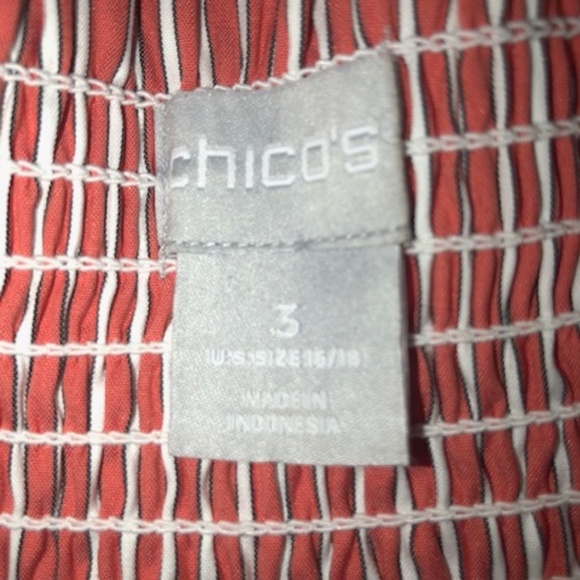 chico's
3
U.S. SIZE 16/18
MADE IN
INDONESIA